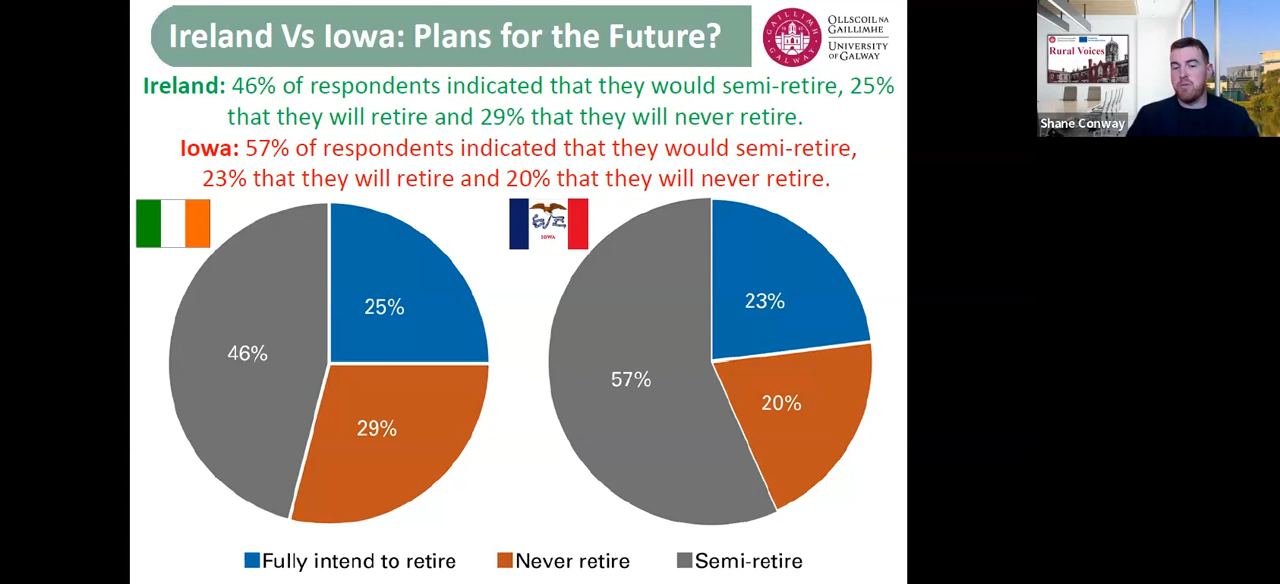 Ireland Vs Iowa: Plans for the Future?
GAILLIMH
GALWAY
OLLSCOIL NA
GAILLIMHE
UNIVERSITY
OF GALWAY
Ireland: 46% of respondents indicated that they would semi-retire, 25%
that they will retire and 29% that they will never retire.
Iowa: 57% of respondents indicated that they would semi-retire,
23% that they will retire and 20% that they will never retire.
IOWA
25%
46%
29%
23%
57%
20%
Fully intend to retire
Never retire
Semi-retire
Rural Voices
Shane Conway